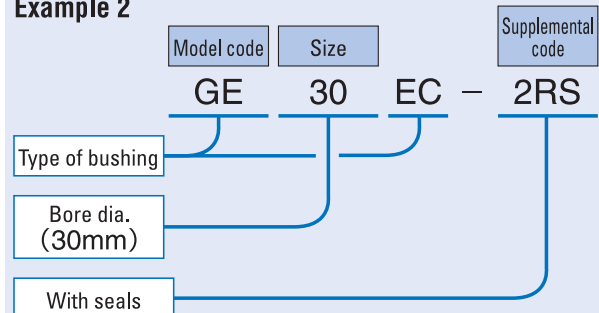 Example 2
Model code Size Supplemental
code
GE 30 EC – 2RS
Type of bushing
Bore dia.
(30mm)
With seals